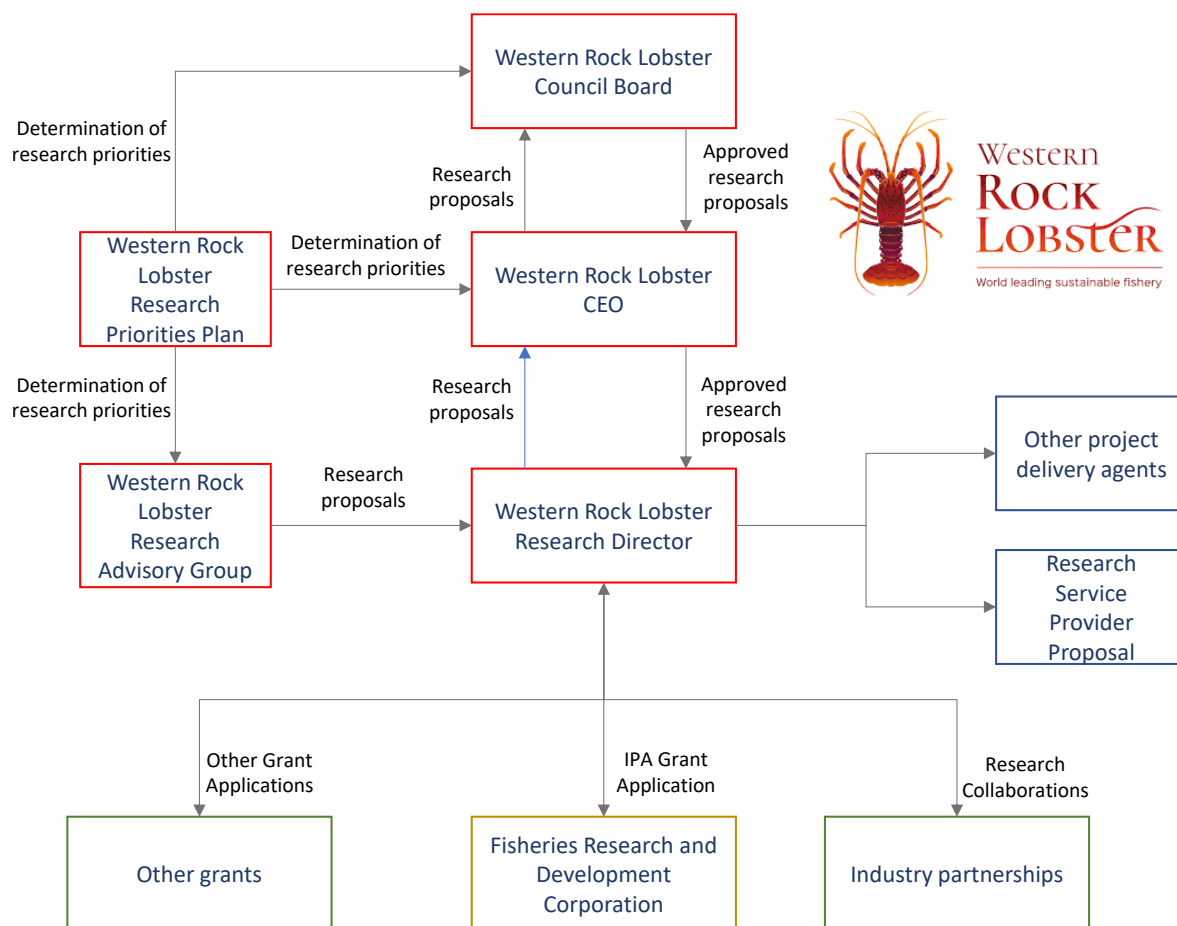 Western Rock Lobster
Council Board
Determination of
research priorities
Research
proposals
Approved
research
proposals
Western
ROCK
LOBSTER
World leading sustainable fishery
Western Rock
Lobster
Research
Priorities Plan
Determination of
research priorities
Western Rock Lobster
CEO
Determination of
research priorities
Research
proposals
Approved
research
proposals
Other project
delivery agents
Western Rock
Lobster
Research
Advisory Group
Research
proposals
Western Rock Lobster
Research Director
Research
Service
Provider
Proposal
Other Grant
Applications
IPA Grant
Application
Research
Collaborations
Other grants
Fisheries Research and
Development
Corporation
Industry partnerships